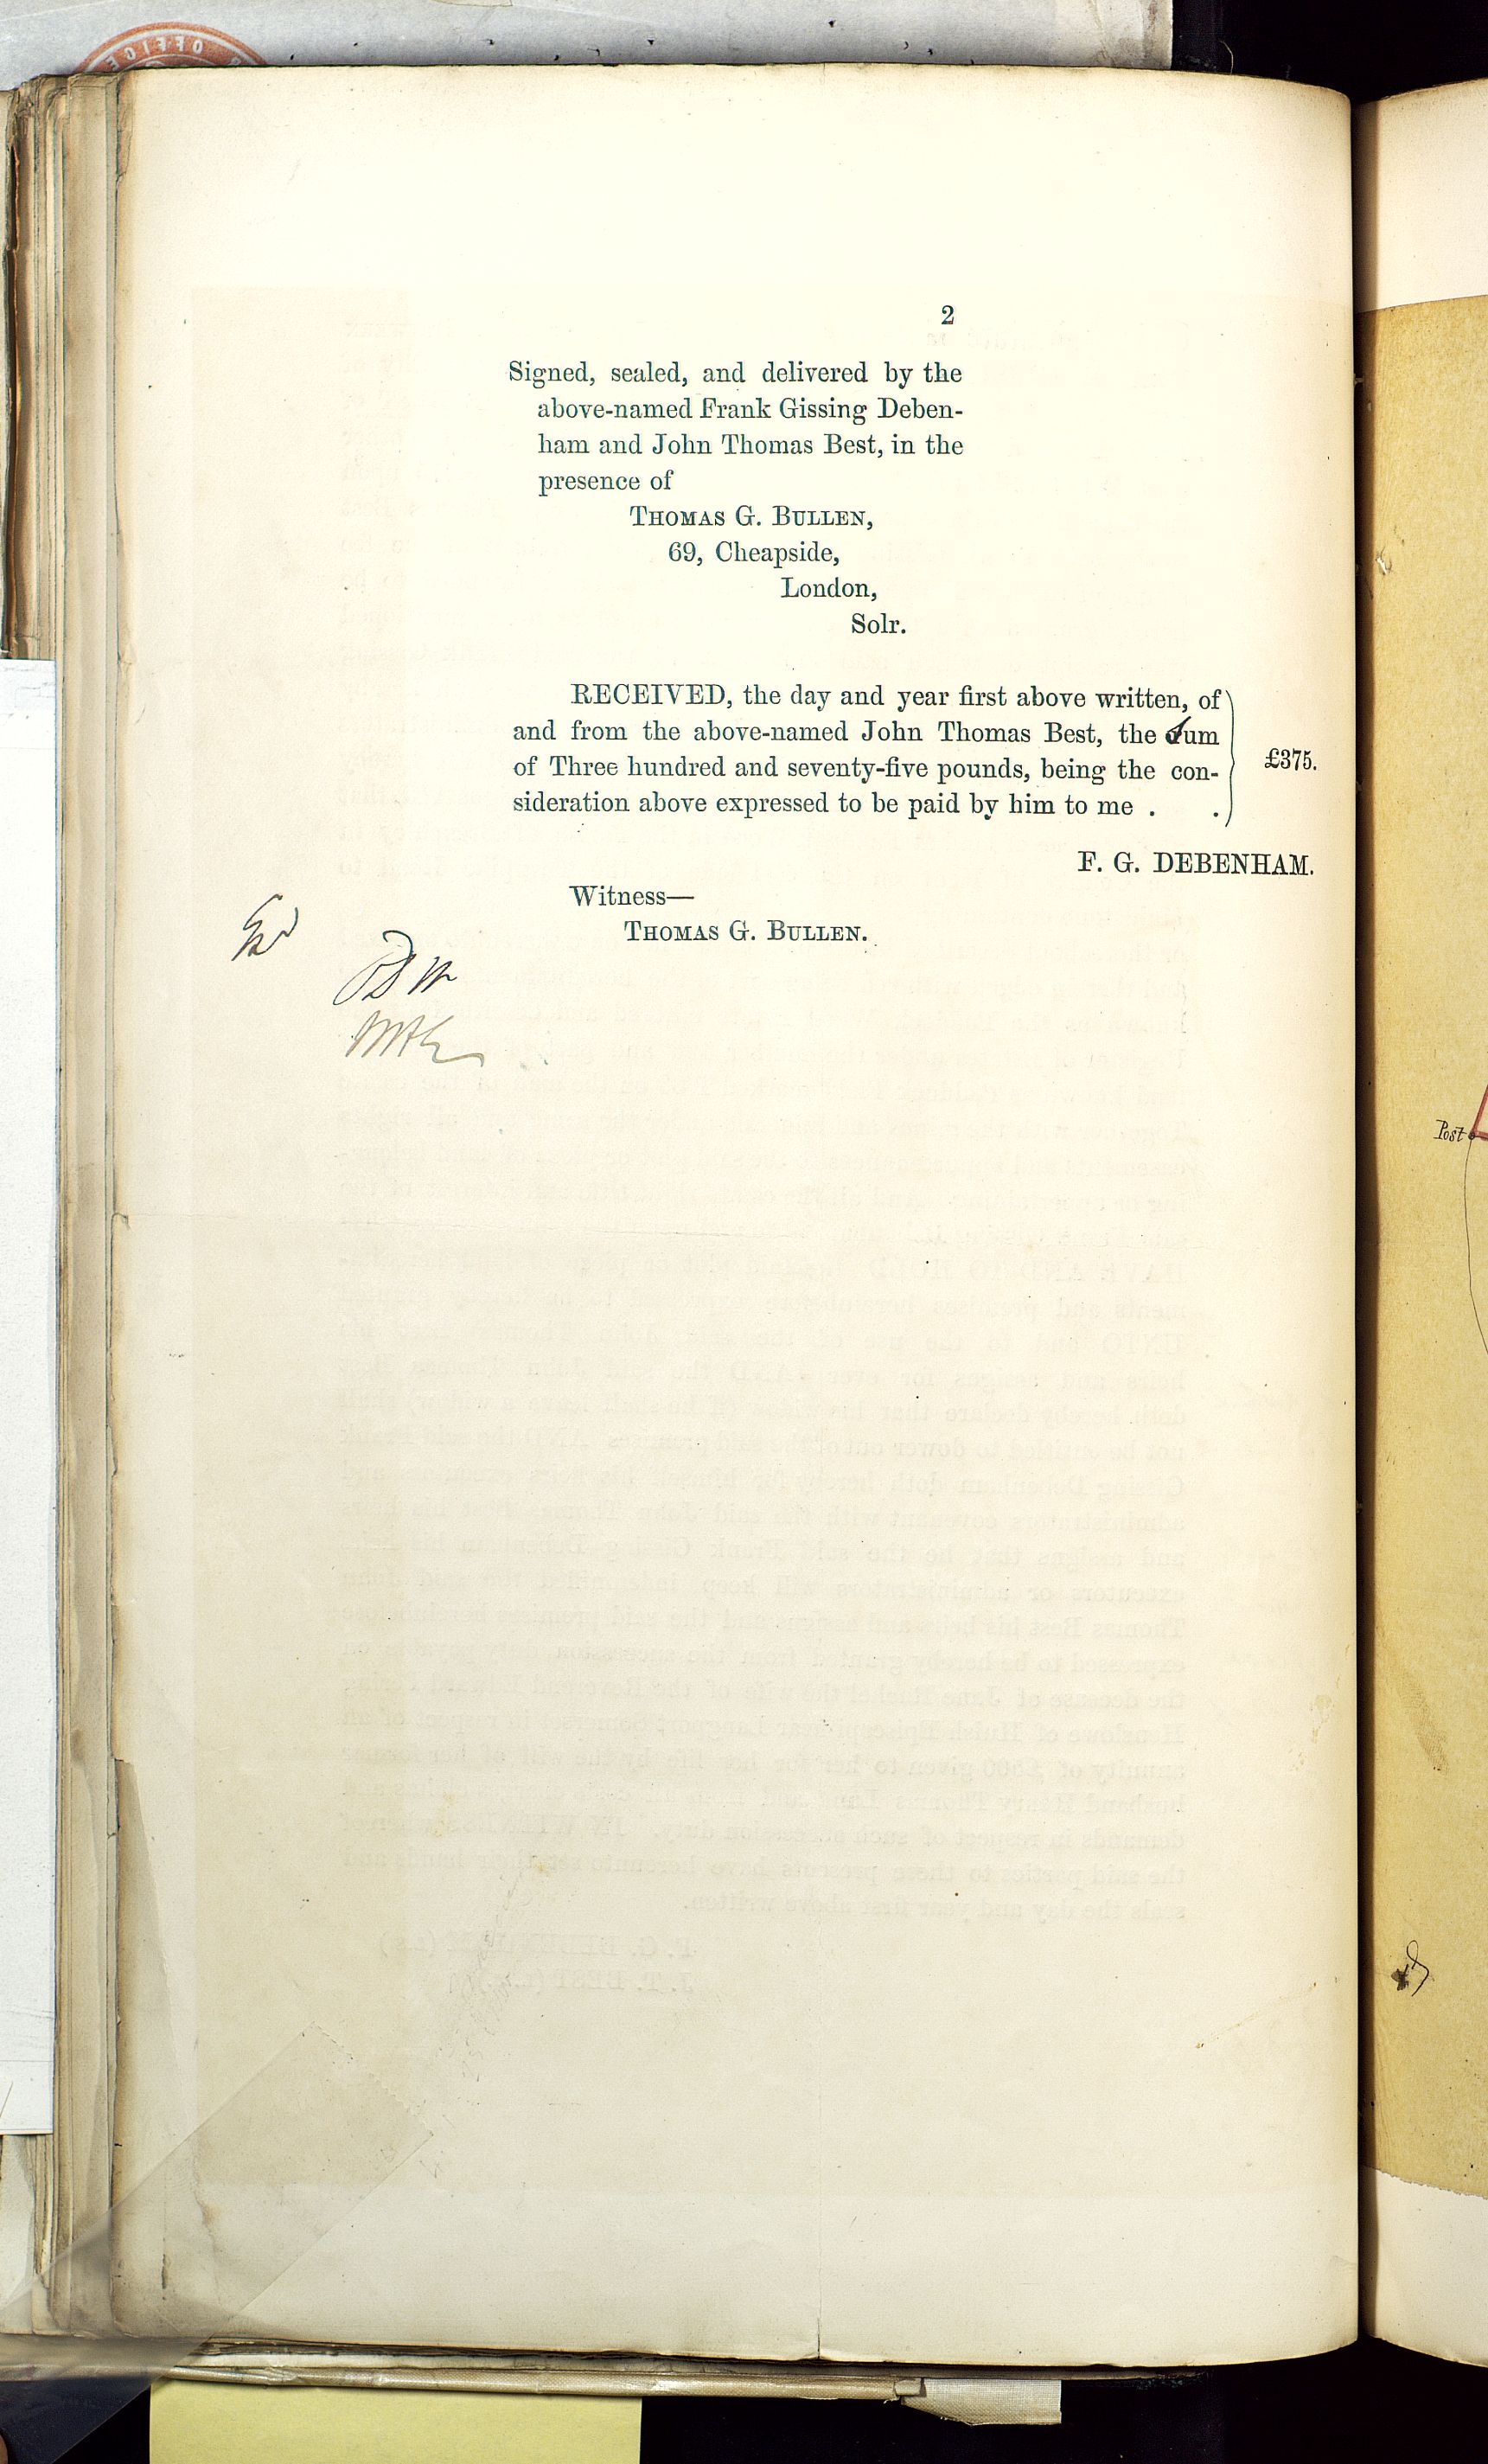 OFFICE
2
Signed, sealed, and delivered by the
above-named Frank Gissing Deben-
ham and John Thomas Best, in the
presence of
THOMAS G. BULLEN,
69, Cheapside,
London,
Solr.
RECEIVED, the day and year first above written, of
and from the above-named John Thomas Best, the sum
of Three hundred and seventy-five pounds, being the con-
sideration above expressed to be paid by him to me . .
£375.
F. G. DEBENHAM.
Witness—
THOMAS G. BULLEN.
Post